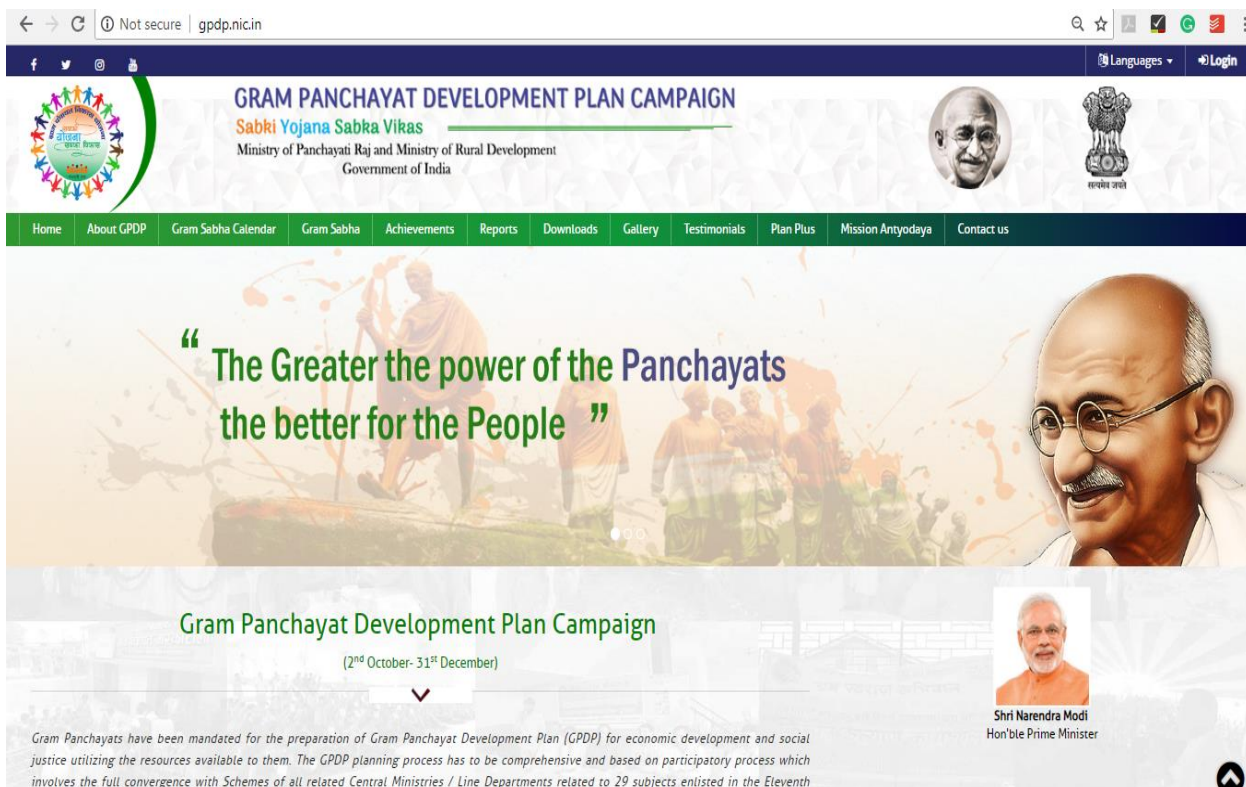 Not secure gpdp.nic.in
Languages Login
GRAM PANCHAYAT DEVELOPMENT PLAN CAMPAIGN
Sabki Yojana Sabka Vikas
Ministry of Panchayati Raj and Ministry of Rural Development
Government of India
योजना
सत्यमेव जयते
Home About GPDP Gram Sabha Calendar Gram Sabha Achievements Reports Downloads Gallery Testimonials Plan Plus Mission Antyodaya Contact us
“ The Greater the power of the Panchayats
the better for the People ”
Gram Panchayat Development Plan Campaign
(2nd October- 31st December)
Shri Narendra Modi
Hon'ble Prime Minister
Gram Panchayats have been mandated for the preparation of Gram Panchayat Development Plan (GPDP) for economic development and social
justice utilizing the resources available to them. The GPDP planning process has to be comprehensive and based on participatory process which
involves the full convergence with Schemes of all related Central Ministries / Line Departments related to 29 subjects enlisted in the Eleventh